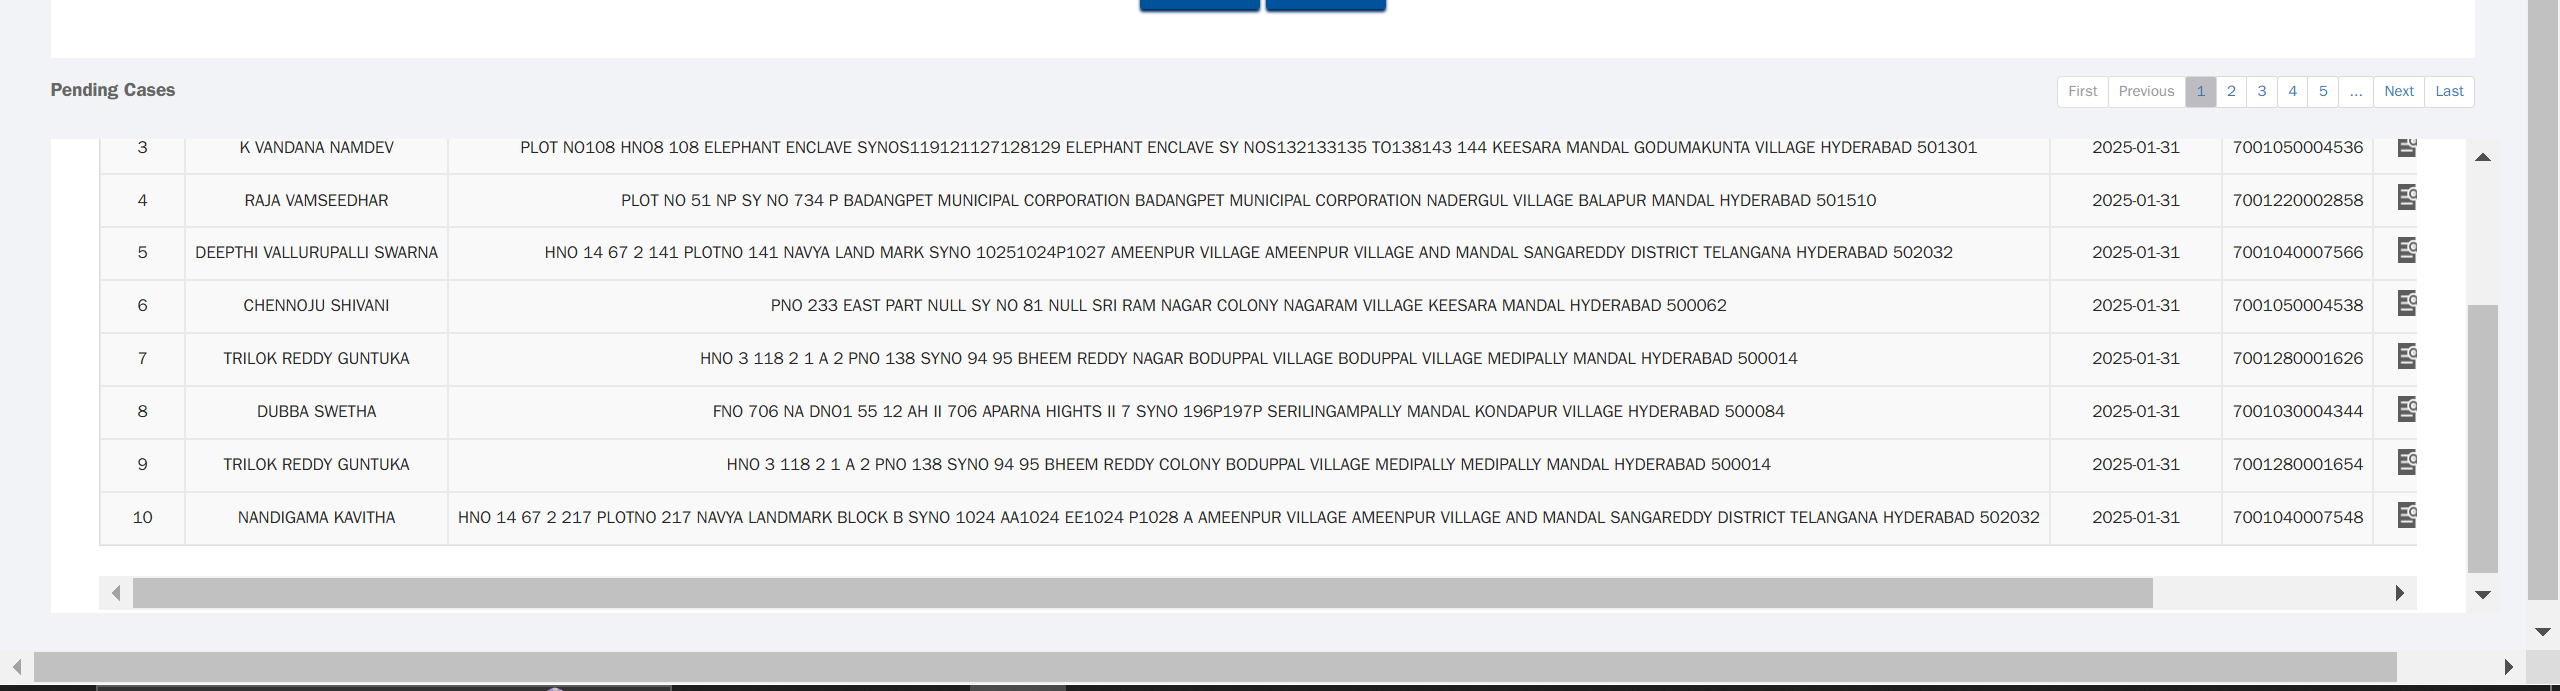 Pending Cases
First Previous 1 2 3 4 5 ... Next Last
3 K VANDANA NAMDEV PLOT NO108 HNO8 108 ELEPHANT ENCLAVE SYNOS119121127128129 ELEPHANT ENCLAVE SY NOS132133135 TO138143 144 KEESARA MANDAL GODUMAKUNTA VILLAGE HYDERABAD 501301 2025-01-31 7001050004536
4 RAJA VAMSEEDHAR PLOT NO 51 NP SY NO 734 P BADANGPET MUNICIPAL CORPORATION BADANGPET MUNICIPAL CORPORATION NADERGUL VILLAGE BALAPUR MANDAL HYDERABAD 501510 2025-01-31 7001220002858
5 DEEPTHI VALLURUPALLI SWARNA HNO 14 67 2 141 PLOTNO 141 NAVYA LAND MARK SYNO 10251024P1027 AMEENPUR VILLAGE AMEENPUR VILLAGE AND MANDAL SANGAREDDY DISTRICT TELANGANA HYDERABAD 502032 2025-01-31 7001040007566
6 CHENNOJU SHIVANI PNO 233 EAST PART NULL SY NO 81 NULL SRI RAM NAGAR COLONY NAGARAM VILLAGE KEESARA MANDAL HYDERABAD 500062 2025-01-31 7001050004538
7 TRILOK REDDY GUNTUKA HNO 3 118 2 1 A 2 PNO 138 SYNO 94 95 BHEEM REDDY NAGAR BODUPPAL VILLAGE BODUPPAL VILLAGE MEDIPALLY MANDAL HYDERABAD 500014 2025-01-31 7001280001626
8 DUBBA SWETHA FNO 706 NA DNO1 55 12 AH II 706 APARNA HIGHTS II 7 SYNO 196P197P SERILINGAMPALLY MANDAL KONDAPUR VILLAGE HYDERABAD 500084 2025-01-31 7001030004344
9 TRILOK REDDY GUNTUKA HNO 3 118 2 1 A 2 PNO 138 SYNO 94 95 BHEEM REDDY COLONY BODUPPAL VILLAGE MEDIPALLY MEDIPALLY MANDAL HYDERABAD 500014 2025-01-31 7001280001654
10 NANDIGAMA KAVITHA HNO 14 67 2 217 PLOTNO 217 NAVYA LANDMARK BLOCK B SYNO 1024 AA1024 EE1024 P1028 A AMEENPUR VILLAGE AMEENPUR VILLAGE AND MANDAL SANGAREDDY DISTRICT TELANGANA HYDERABAD 502032 2025-01-31 7001040007548